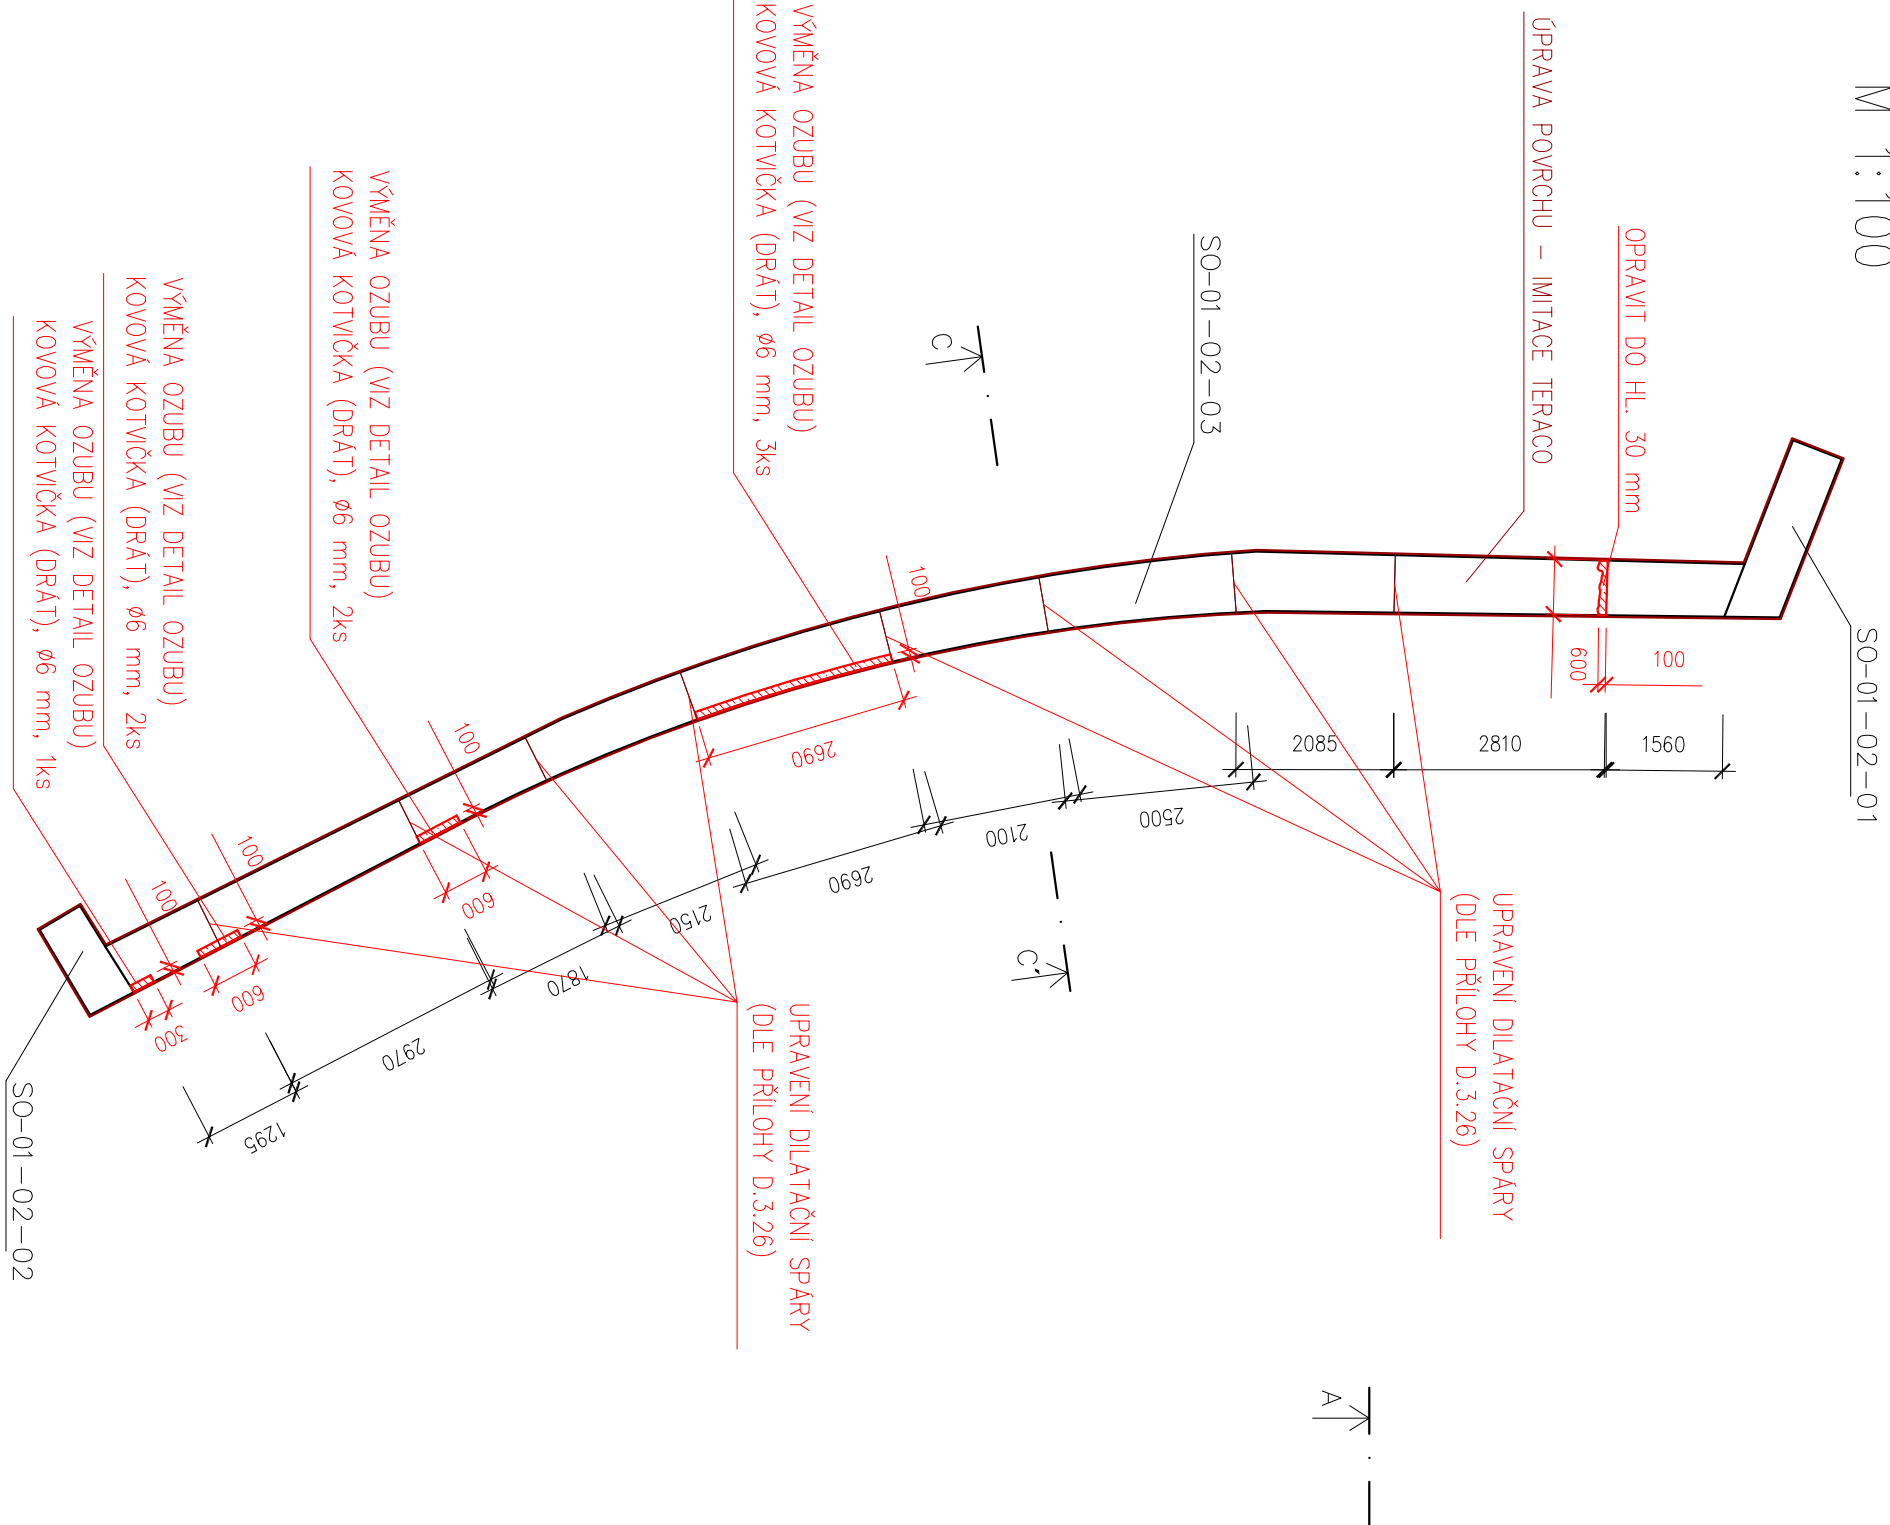 M 1:100
OPRAVIT DO HL. 30 mm
ÚPRAVA POVRCHU – IMITACE TERACO
SO-01-02-03
SO-01-02-01
VÝMĚNA OZUBU (VIZ DETAIL OZUBU)
KOVOVÁ KOTVIČKA (DRÁT), ø6 mm, 3ks
VÝMĚNA OZUBU (VIZ DETAIL OZUBU)
KOVOVÁ KOTVIČKA (DRÁT), ø6 mm, 2ks
VÝMĚNA OZUBU (VIZ DETAIL OZUBU)
KOVOVÁ KOTVIČKA (DRÁT), ø6 mm, 2ks
VÝMĚNA OZUBU (VIZ DETAIL OZUBU)
KOVOVÁ KOTVIČKA (DRÁT), ø6 mm, 1ks
C
C'
A
100
600
100
2690
100
600
100
600
100
300
1560
2810
2085
2500
2100
2690
2150
1870
2970
1295
UPRAVENÍ DILATAČNÍ SPÁRY
(DLE PŘÍLOHY D.3.26)
UPRAVENÍ DILATAČNÍ SPÁRY
(DLE PŘÍLOHY D.3.26)
SO-01-02-02